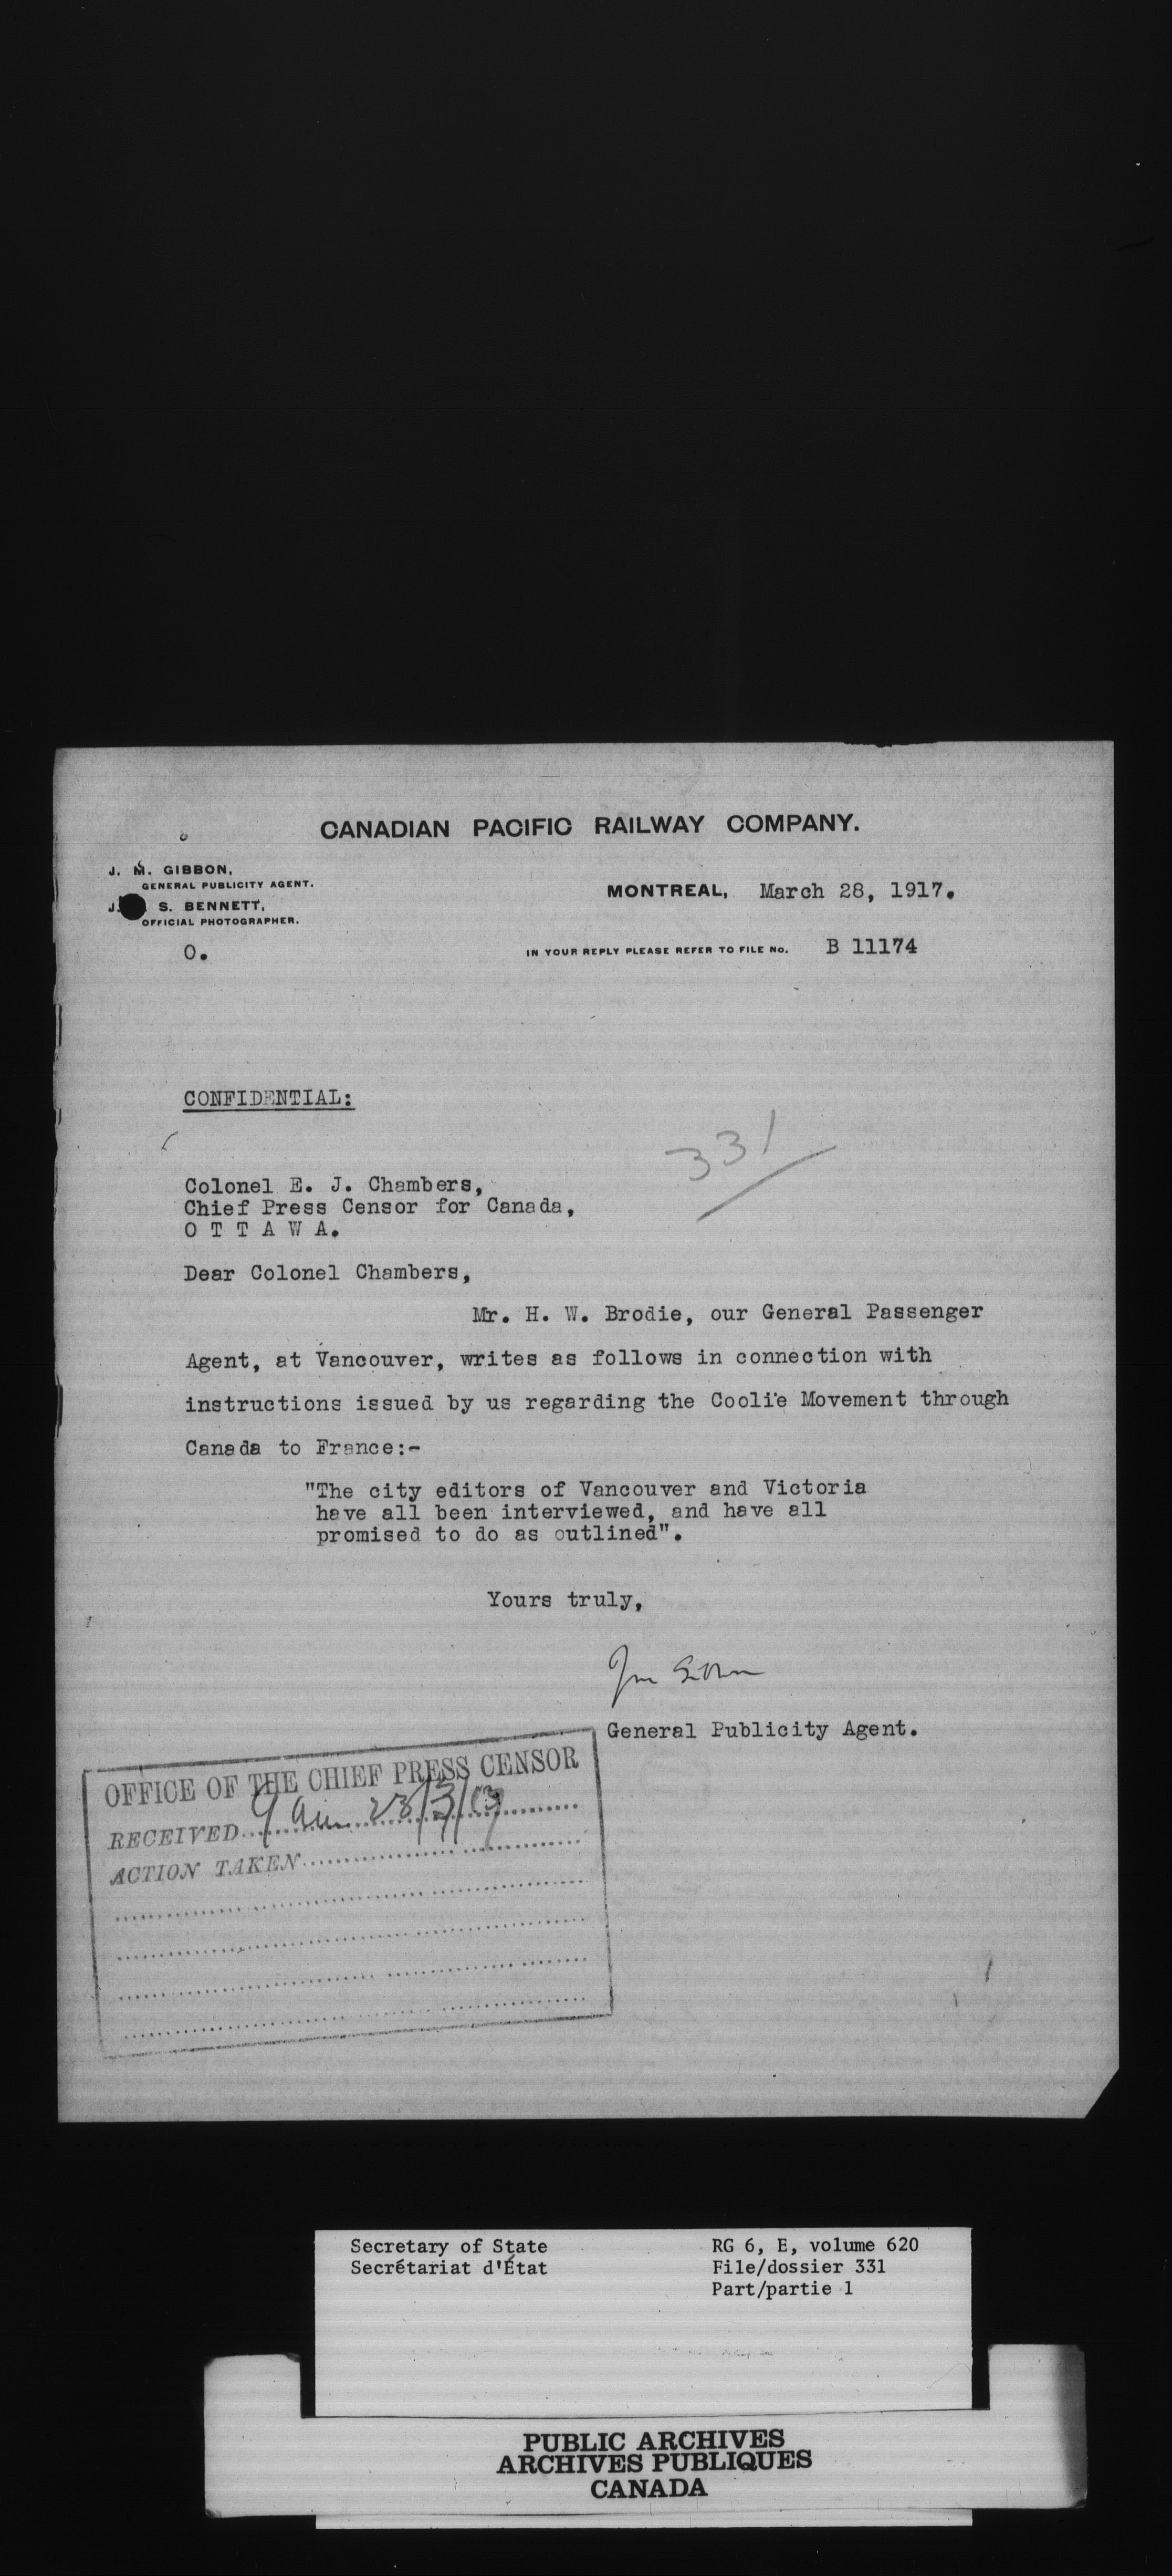 CANADIAN PACIFIC RAILWAY COMPANY.
J. M. GIBBON,
GENERAL PUBLICITY AGENT.
J. S. BENNETT,
OFFICIAL PHOTOGRAPHER.
MONTREAL, March 28, 1917.
O.
IN YOUR REPLY PLEASE REFER TO FILE No. B 11174
CONFIDENTIAL:
331
Colonel E. J. Chambers,
Chief Press Censor for Canada,
O T T A W A.
Dear Colonel Chambers,
Mr. H. W. Brodie, our General Passenger
Agent, at Vancouver, writes as follows in connection with
instructions issued by us regarding the Coolie Movement through
Canada to France:-
"The city editors of Vancouver and Victoria
have all been interviewed, and have all
promised to do as outlined".
Yours truly,
General Publicity Agent.
OFFICE OF THE CHIEF PRESS CENSOR
RECEIVED
ACTION TAKEN
Secretary of State
Secrétariat d'État
RG 6, E, volume 620
File/dossier 331
Part/partie 1
PUBLIC ARCHIVES
ARCHIVES PUBLIQUES
CANADA